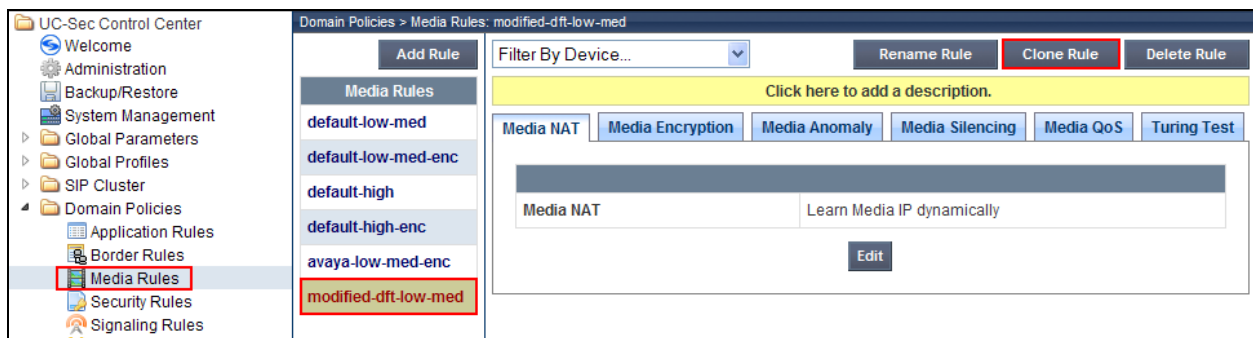 UC-Sec Control Center
Welcome
Administration
Backup/Restore
System Management
Global Parameters
Global Profiles
SIP Cluster
Domain Policies
Application Rules
Border Rules
Media Rules
Security Rules
Signaling Rules
Domain Policies > Media Rules: modified-dft-low-med
Add Rule
Media Rules
default-low-med
default-low-med-enc
default-high
default-high-enc
avaya-low-med-enc
modified-dft-low-med
Filter By Device... Rename Rule Clone Rule Delete Rule
Click here to add a description.
Media NAT Media Encryption Media Anomaly Media Silencing Media QoS Turing Test
Media NAT Learn Media IP dynamically
Edit